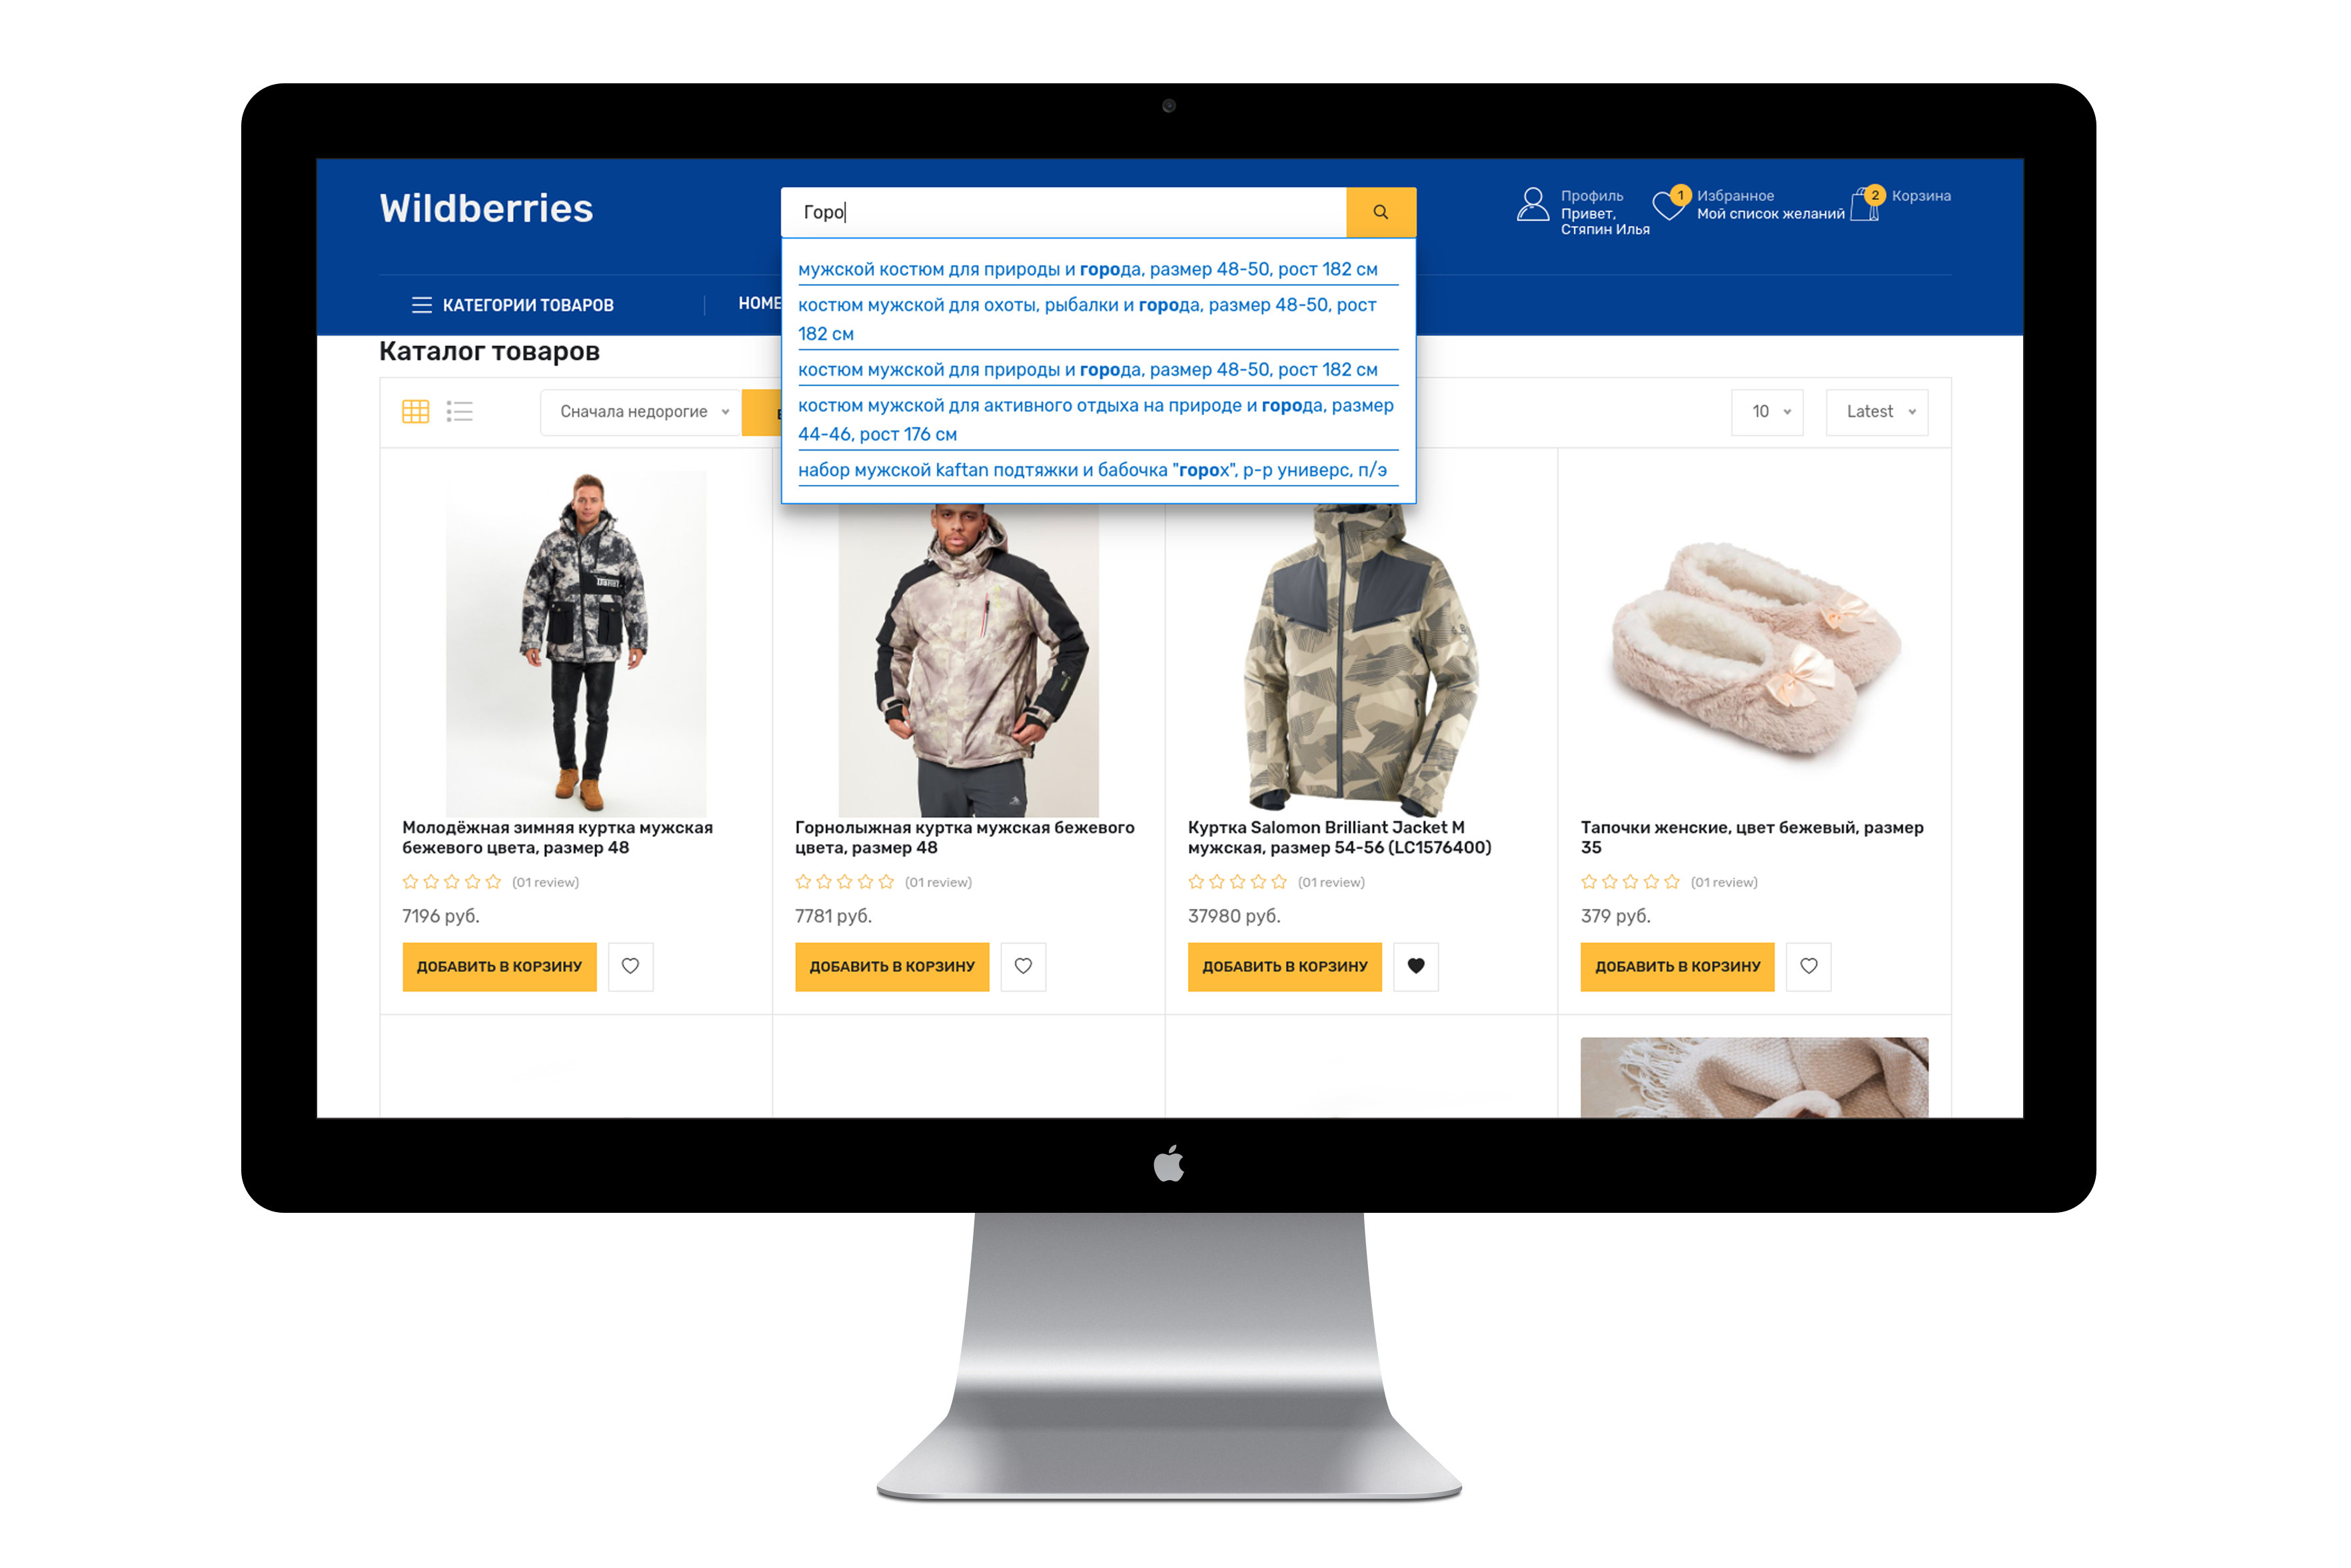 Wildberries
Горо
Профиль
Привет,
Стяпин Илья
1
Избранное
Мой список желаний
2
Корзина
мужской костюм для природы и города, размер 48-50, рост 182 см
костюм мужской для охоты, рыбалки и города, размер 48-50, рост
182 см
костюм мужской для природы и города, размер 48-50, рост 182 см
костюм мужской для активного отдыха на природе и города, размер
44-46, рост 176 см
набор мужской kaftan подтяжки и бабочка "горох", р-р универс, п/э
КАТЕГОРИИ ТОВАРОВ
HOME
Каталог товаров
Сначала недорогие
10
Latest
Молодёжная зимняя куртка мужская
бежевого цвета, размер 48
(01 review)
7196 руб.
ДОБАВИТЬ В КОРЗИНУ
Горнолыжная куртка мужская бежевого
цвета, размер 48
(01 review)
7781 руб.
ДОБАВИТЬ В КОРЗИНУ
Куртка Salomon Brilliant Jacket M
мужская, размер 54-56 (LC1576400)
(01 review)
37980 руб.
ДОБАВИТЬ В КОРЗИНУ
Тапочки женские, цвет бежевый, размер
35
(01 review)
379 руб.
ДОБАВИТЬ В КОРЗИНУ